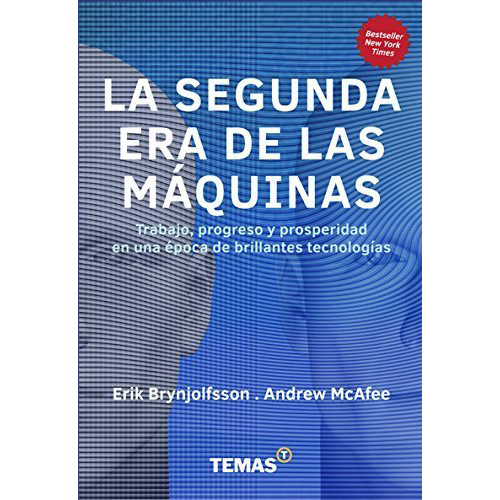 Bestseller
New York
Times
LA SEGUNDA
ERA DE LAS
MÁQUINAS
Trabajo, progreso y prosperidad
en una época de brillantes tecnologías
Erik Brynjolfsson . Andrew McAfee
TEMAS T